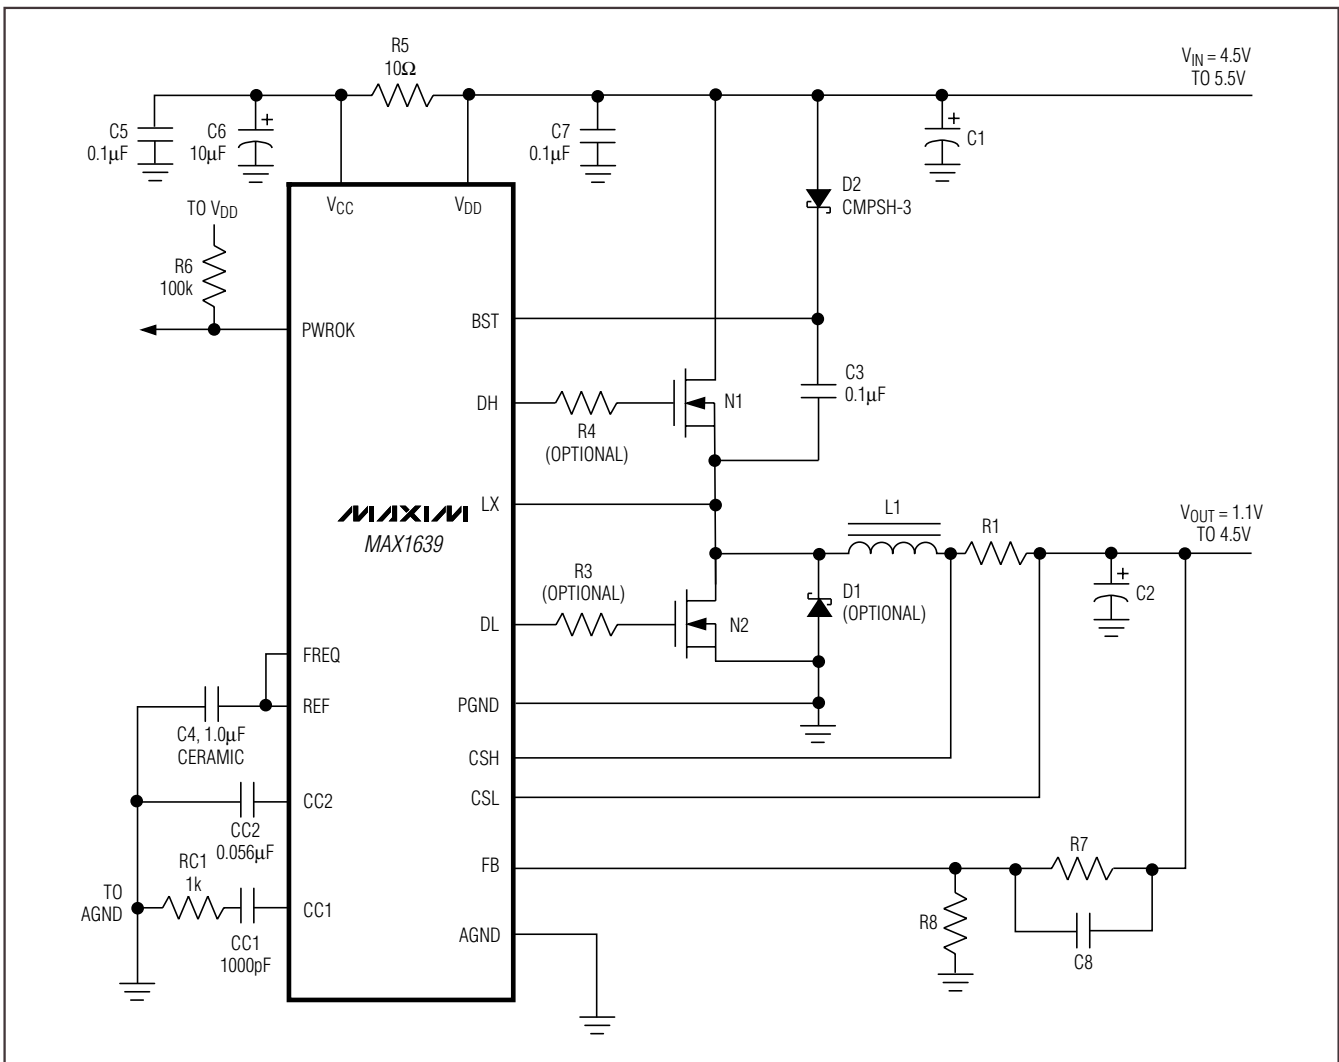 R5
10Ω
V_IN = 4.5V
TO 5.5V
C5
0.1µF
C6
10µF
+
C7
0.1µF
+
C1
D2
CMPSH-3
V_CC
V_DD
TO V_DD
R6
100k
PWROK
BST
C3
0.1µF
DH
R4
(OPTIONAL)
N1
LX
MAXIM
MAX1639
L1
R1
V_OUT = 1.1V
TO 4.5V
R3
(OPTIONAL)
D1
(OPTIONAL)
+
C2
DL
N2
FREQ
REF
PGND
C4, 1.0µF
CERAMIC
CSH
CSL
CC2
CC2
0.056µF
FB
R7
RC1
1k
TO
AGND
CC1
CC1
1000pF
AGND
R8
C8